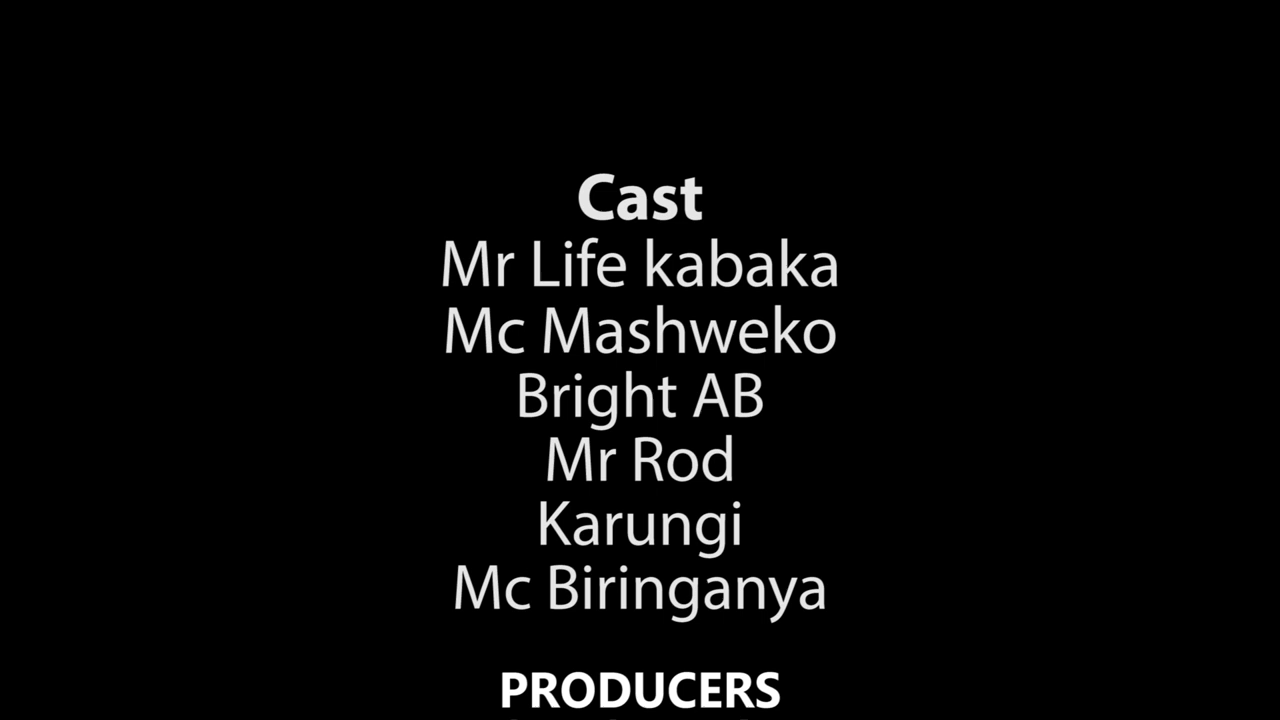 Cast
Mr Life kabaka
Mc Mashweko
Bright AB
Mr Rod
Karungi
Mc Biringanya
PRODUCERS